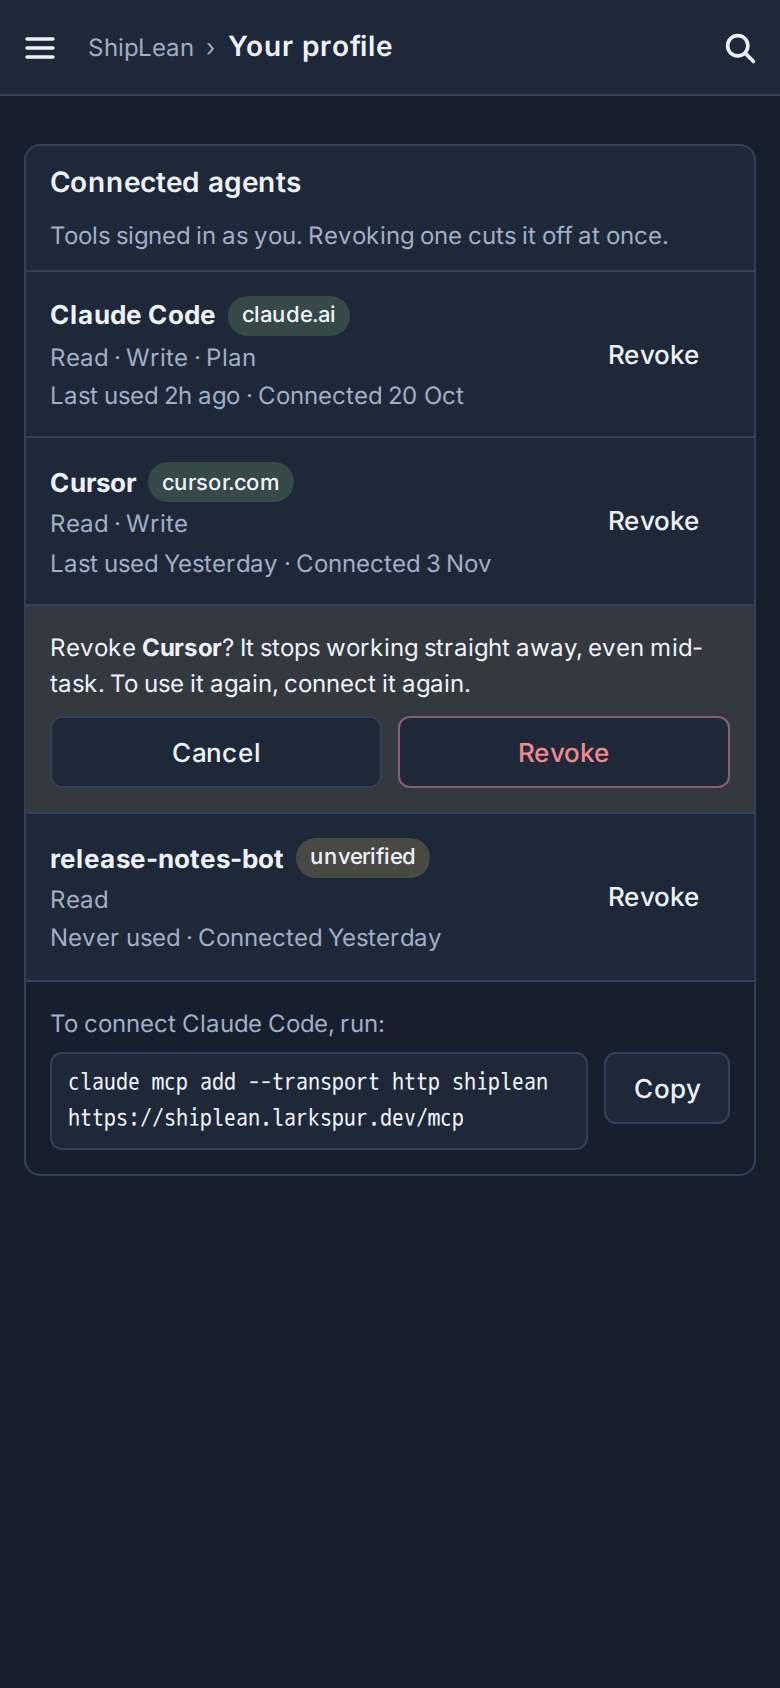 ShipLean › Your profile
Connected agents
Tools signed in as you. Revoking one cuts it off at once.
Claude Code claude.ai
Read · Write · Plan
Revoke
Last used 2h ago · Connected 20 Oct
Cursor cursor.com
Read · Write
Revoke
Last used Yesterday · Connected 3 Nov
Revoke Cursor? It stops working straight away, even mid-
task. To use it again, connect it again.
Cancel Revoke
release-notes-bot unverified
Read
Revoke
Never used · Connected Yesterday
To connect Claude Code, run:
claude mcp add --transport http shiplean
https://shiplean.larkspur.dev/mcp
Copy